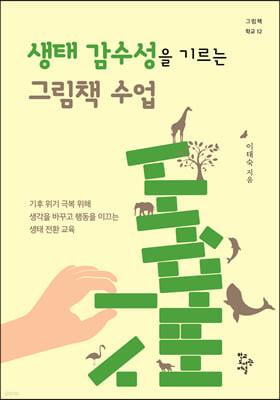 그림책
학교 12
생태 감수성을 기르는
그림책 수업
이태숙 지음
기후 위기 극복 위해
생각을 바꾸고 행동을 이끄는
생태 전환 교육
학교
도서관
저널